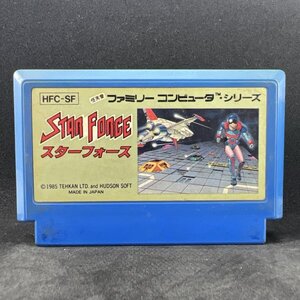 HFC-SF
ファミリー コンピュータ™シリーズ
STAR FORCE
スターフォース
©1985 TEHKAN LTD. and HUDSON SOFT
MADE IN JAPAN